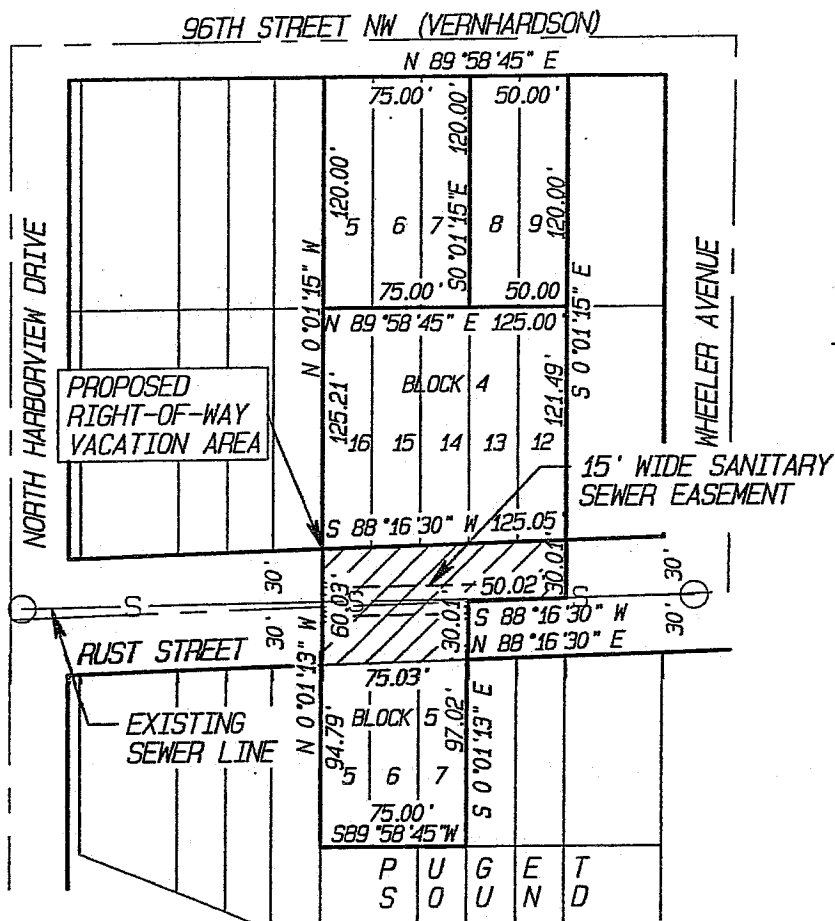 96TH STREET NW (VERNHARDSON)
N 89°58'45" E
75.00'
50.00'
120.00'
120.00'
120.00'
S0°01'15"E
5
6
7
8
9
75.00'
50.00
N 0°01'15" W
S 0°01'15" E
NORTH HARBORVIEW DRIVE
WHEELER AVENUE
N 89°58'45" E 125.00'
BLOCK 4
125.21'
121.49'
16
15
14
13
12
PROPOSED
RIGHT-OF-WAY
VACATION AREA
15' WIDE SANITARY
SEWER EASEMENT
S 88°16'30" W 125.05'
30'
30'
60.03'
50.02'
30.01'
30.01'
30'
30'
S
S 88°16'30" W
N 88°16'30" E
RUST STREET
N 0°01'13" W
75.03'
BLOCK 5
94.79'
97.02'
S 0°01'13" E
EXISTING
SEWER LINE
5
6
7
75.00'
S89°58'45"W
PUGET
SOUND